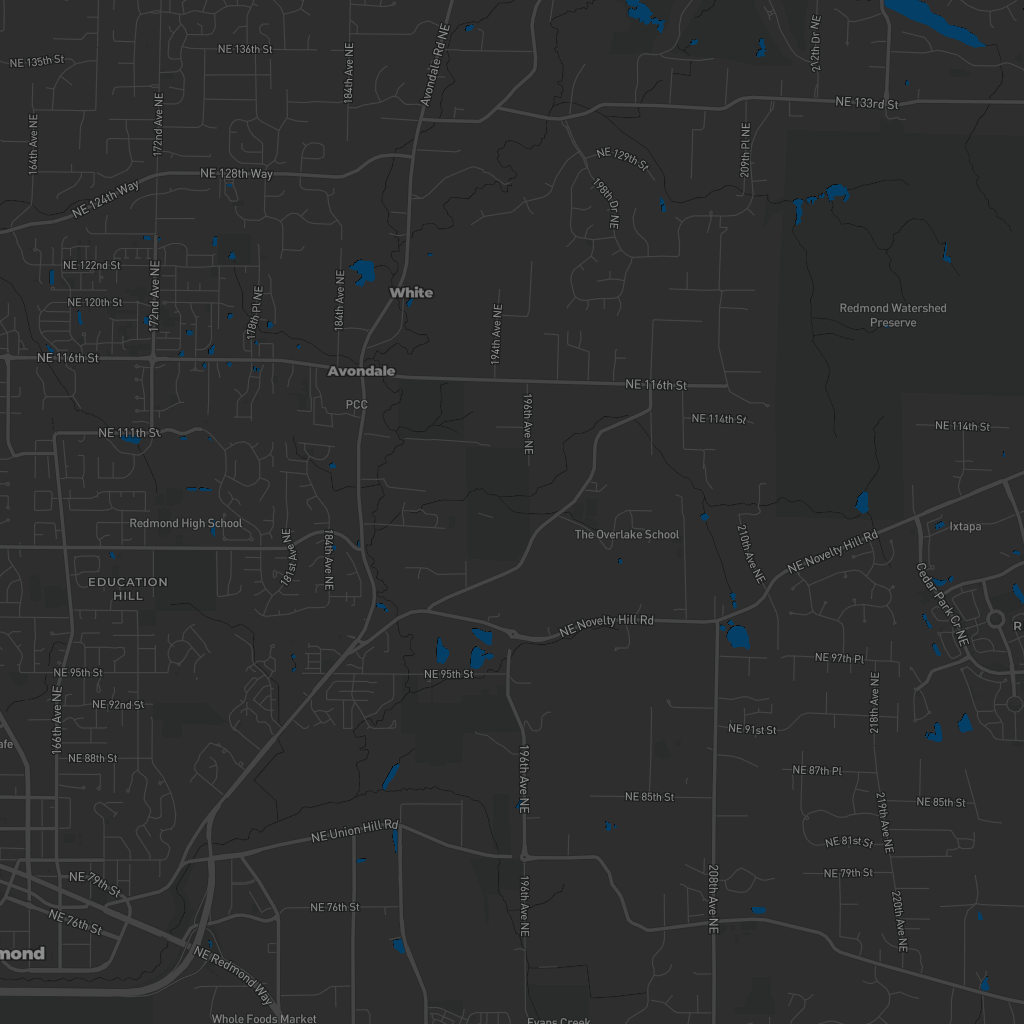 NE 136th St
NE 135th St
184th Ave NE
Avondale Rd NE
212th Dr NE
NE 133rd St
164th Ave NE
172nd Ave NE
209th Pl NE
NE 129th St
NE 128th Way
NE 124th Way
198th Dr NE
NE 122nd St
172nd Ave NE
NE 120th St
178th Pl NE
184th Ave NE
White
194th Ave NE
Redmond Watershed
Preserve
NE 116th St
Avondale
NE 116th St
PCC
196th Ave NE
NE 114th St
NE 114th St
NE 111th St
Redmond High School
181st Ave NE
184th Ave NE
The Overlake School
210th Ave NE
NE Novelty Hill Rd
Ixtapa
EDUCATION
HILL
Cedar Park Cr NE
NE Novelty Hill Rd
R
NE 95th St
NE 95th St
NE 97th Pl
166th Ave NE
NE 92nd St
218th Ave NE
NE 91st St
afe
NE 88th St
196th Ave NE
NE 87th Pl
NE 85th St
219th Ave NE
NE 85th St
NE Union Hill Rd
NE 81st St
NE 79th St
NE 79th St
208th Ave NE
196th Ave NE
220th Ave NE
NE 76th St
NE 76th St
mond
NE Redmond Way
Whole Foods Market
Evans Creek